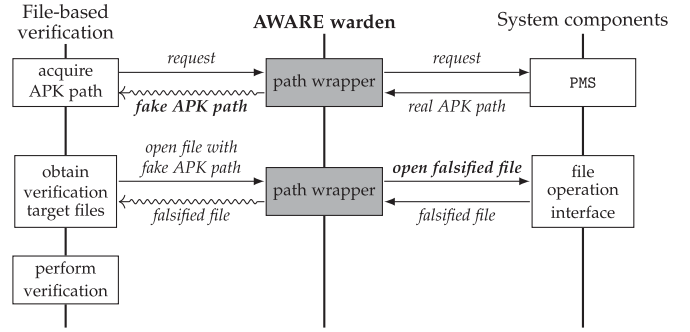 File-based
verification
AWARE warden
System components
acquire
APK path
request
fake APK path
path wrapper
request
real APK path
PMS
obtain
verification
target files
open file with
fake APK path
falsified file
path wrapper
open falsified file
falsified file
file
operation
interface
perform
verification